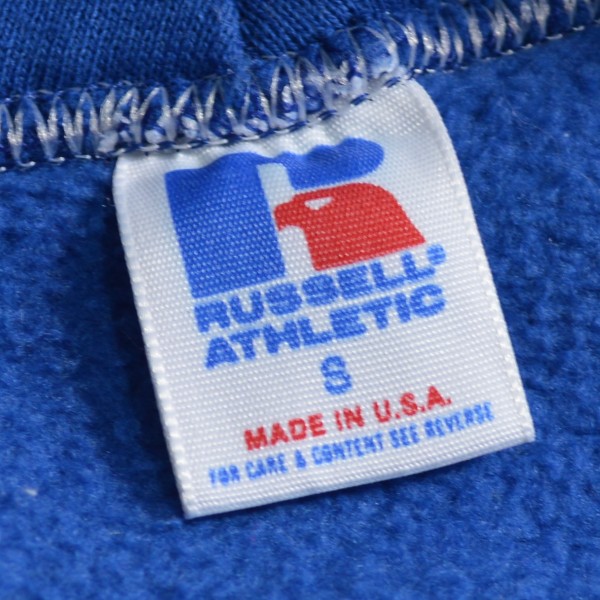 RUSSELL®
ATHLETIC
S
MADE IN U.S.A.
FOR CARE & CONTENT SEE REVERSE